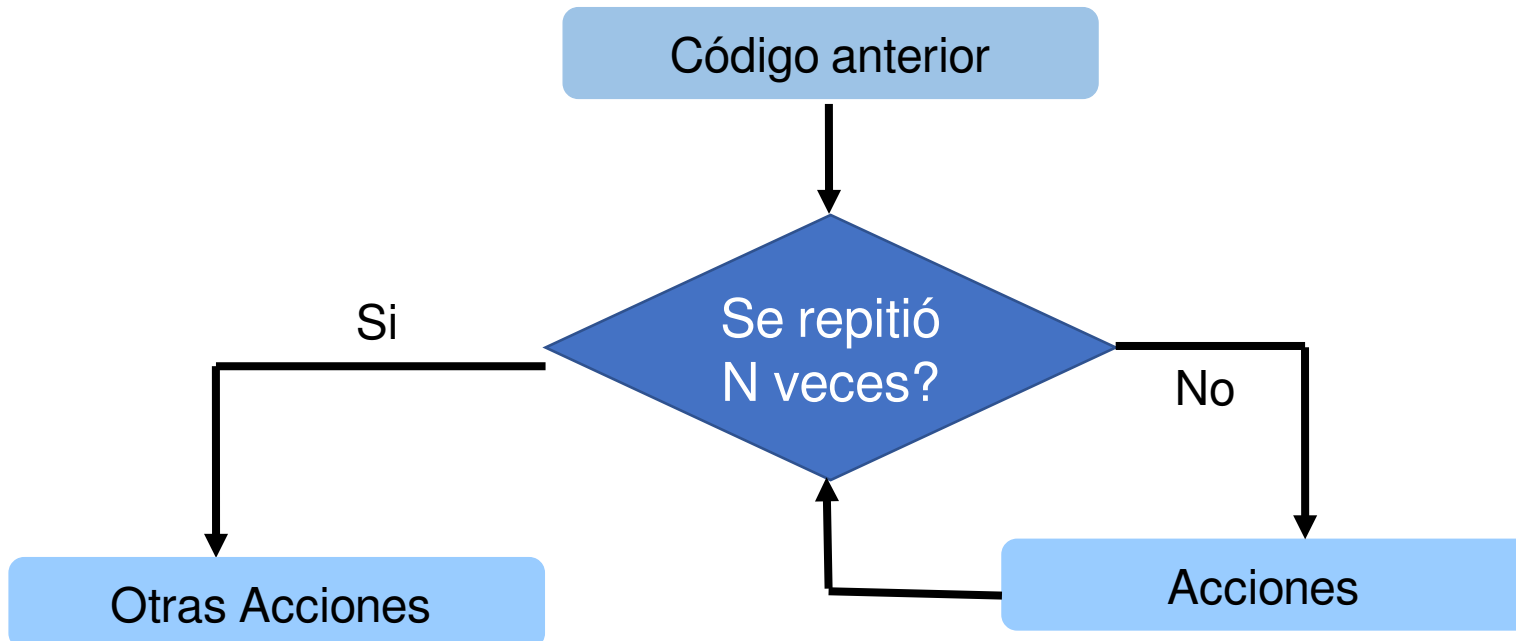 Código anterior
Si
Se repitió
N veces?
No
Otras Acciones
Acciones